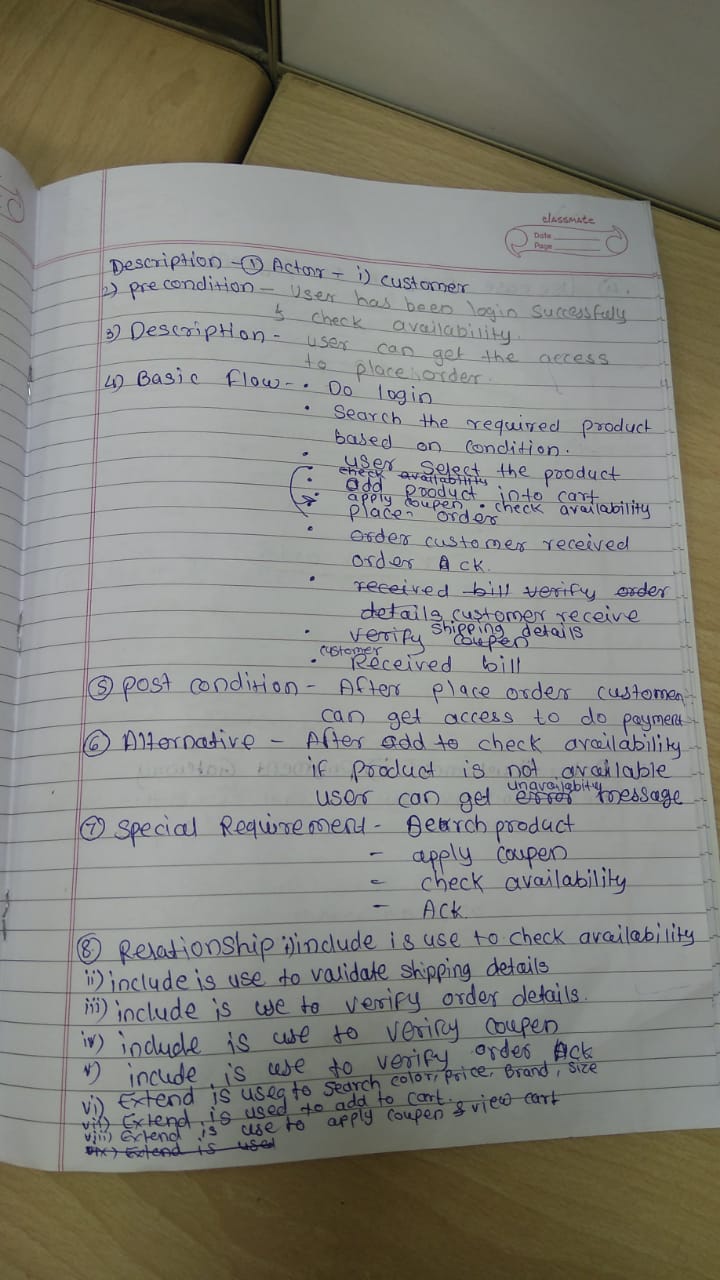 classmate
Date
Page
Description - ① Actor - i) customer
2) precondition - User has been login successfuly
& check availability.
3) Description - user can get the access
to place order.
4) Basic flow - • Do login
• Search the required product
based on condition.
• user select the product
• check availability
• add product into cart
• apply coupen • check availability
place order
• order customer received
order Ack.
• received bill verify order
details customer receive
shipping details
• verify coupen
customer
• Received bill
⑤ post condition - After place order customer
can get access to do payment
⑥ Alternative - After add to check availability
if product is not available
unavailability
user can get error message
⑦ Special Requirement - Search product
- apply coupen
- check availability
- Ack.
⑧ Relationship i) include is use to check availability
ii) include is use to validate shipping details
iii) include is use to verify order details.
iv) include is use to verify coupen
v) include is use to verify order Ack
vi) Extend is useg to search color, price, Brand, size
vii) Extend is used to add to cart.
viii) Extend is use to apply coupen & view cart
ix) Extend is used